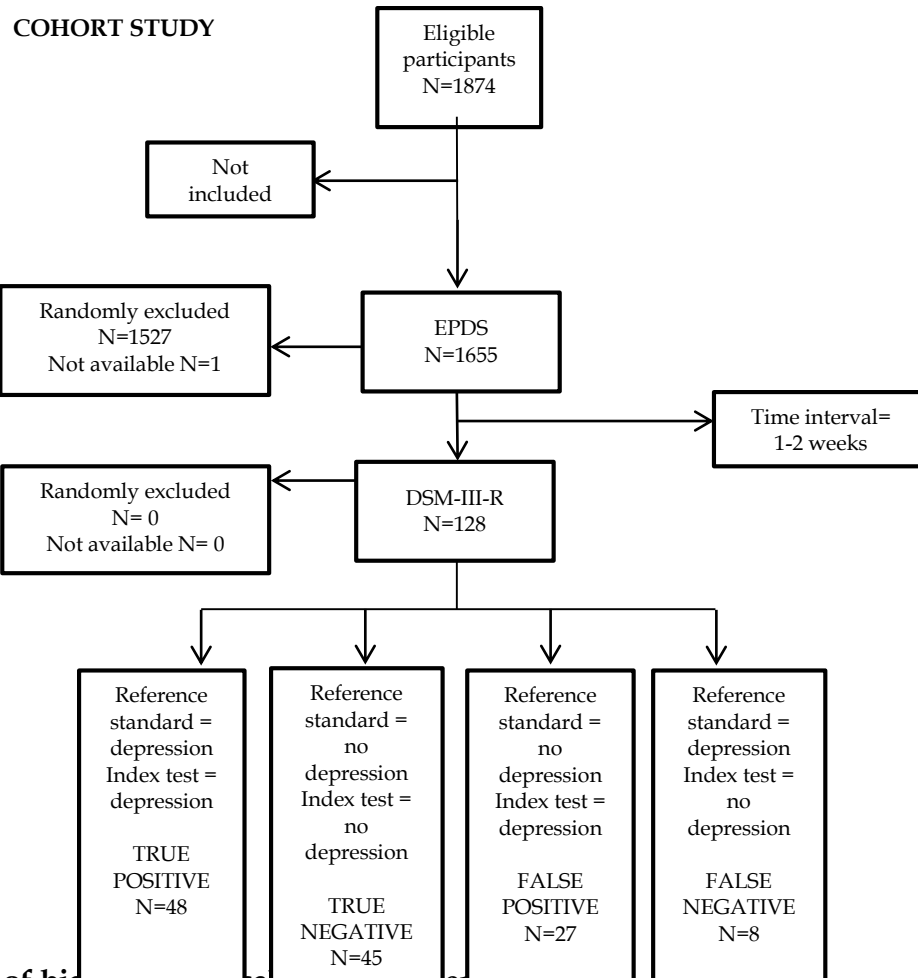 COHORT STUDY
Eligible
participants
N=1874
Not
included
Randomly excluded
N=1527
Not available N=1
EPDS
N=1655
Time interval=
1-2 weeks
Randomly excluded
N= 0
Not available N= 0
DSM-III-R
N=128
Reference
standard =
depression
Index test =
depression
TRUE
POSITIVE
N=48
Reference
standard =
no
depression
Index test =
no
depression
TRUE
NEGATIVE
N=45
Reference
standard =
no
depression
Index test =
depression
FALSE
POSITIVE
N=27
Reference
standard =
depression
Index test =
no
depression
FALSE
NEGATIVE
N=8
of